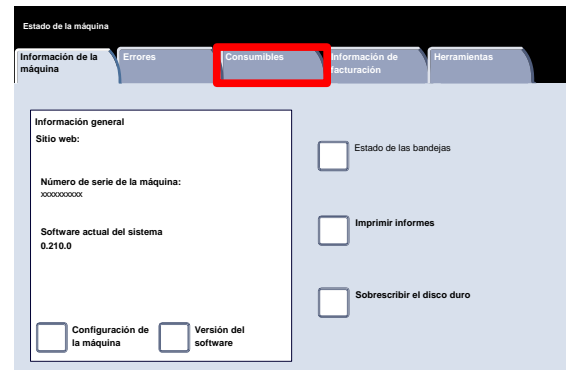 Estado de la máquina
Información de la máquina
Errores
Consumibles
Información de facturación
Herramientas
Información general
Sitio web:
Número de serie de la máquina:
xxxxxxxxxx
Software actual del sistema
0.210.0
Configuración de
la máquina
Versión del
software
Estado de las bandejas
Imprimir informes
Sobrescribir el disco duro